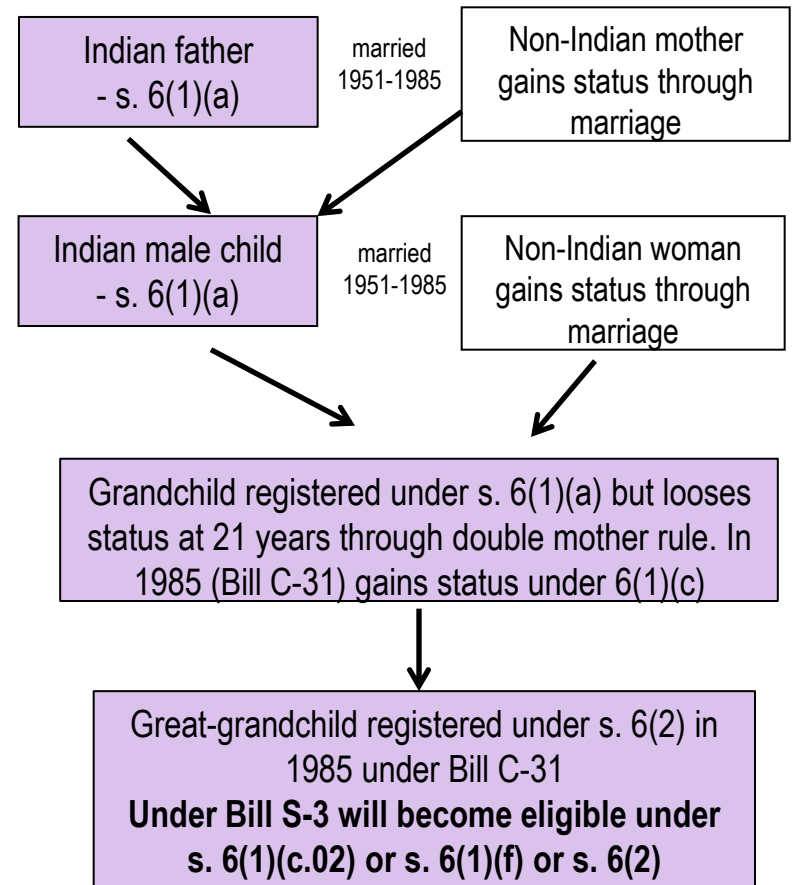 Indian father
- s. 6(1)(a)
married
1951-1985
Non-Indian mother
gains status through
marriage
Indian male child
- s. 6(1)(a)
married
1951-1985
Non-Indian woman
gains status through
marriage
Grandchild registered under s. 6(1)(a) but looses
status at 21 years through double mother rule. In
1985 (Bill C-31) gains status under 6(1)(c)
Great-grandchild registered under s. 6(2) in
1985 under Bill C-31
Under Bill S-3 will become eligible under
s. 6(1)(c.02) or s. 6(1)(f) or s. 6(2)